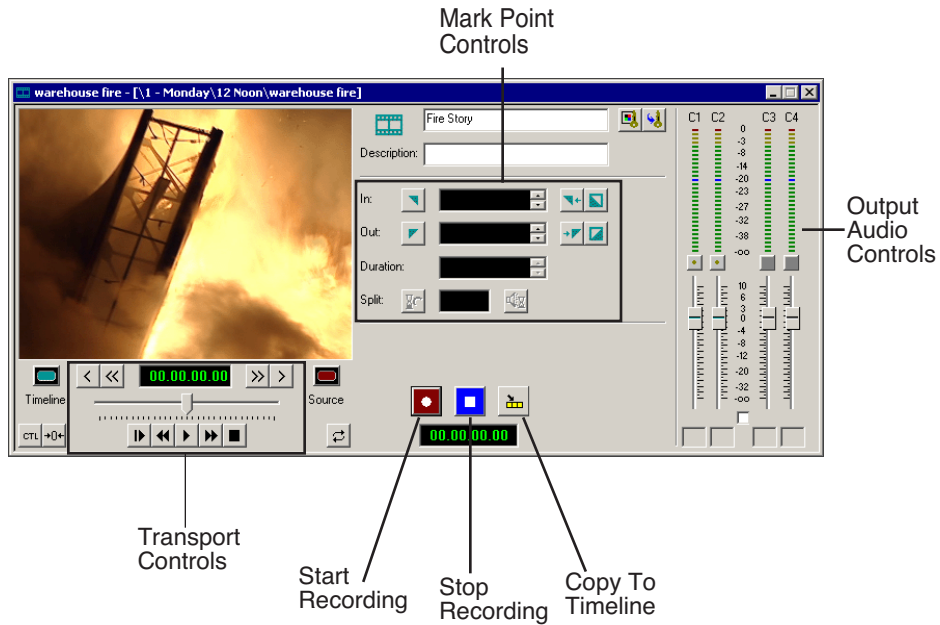 Mark Point
Controls
warehouse fire - [\1 - Monday\12 Noon\warehouse fire]
Fire Story
Description:
In:
Out:
Duration:
Split:
C1 C2 C3 C4
0
-3
-8
-14
-20
-23
-27
-32
-38
-oo
10
6
3
0
-4
-8
-12
-20
-32
-oo
Output
Audio
Controls
00.00.00.00
Timeline
Source
CTL →0←
00.00.00.00
Transport
Controls
Start
Recording
Stop
Recording
Copy To
Timeline